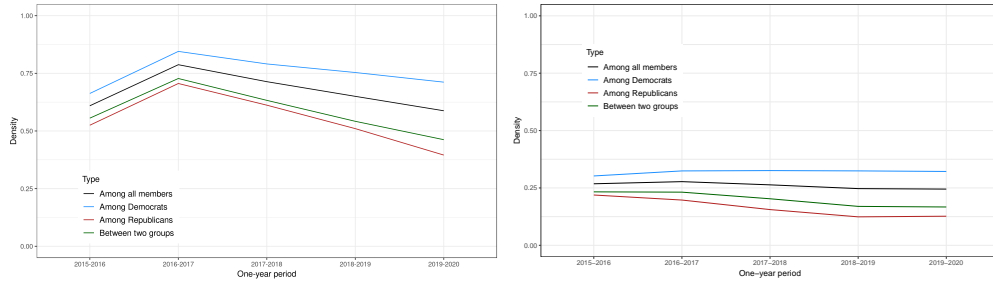 1.00
0.75
0.50
0.25
0.00
Density
Type
Among all members
Among Democrats
Among Republicans
Between two groups
2015-2016
2016-2017
2017-2018
2018-2019
2019-2020
One-year period
1.00
0.75
0.50
0.25
0.00
Density
Type
Among all members
Among Democrats
Among Republicans
Between two groups
2015–2016
2016–2017
2017–2018
2018–2019
2019–2020
One−year period